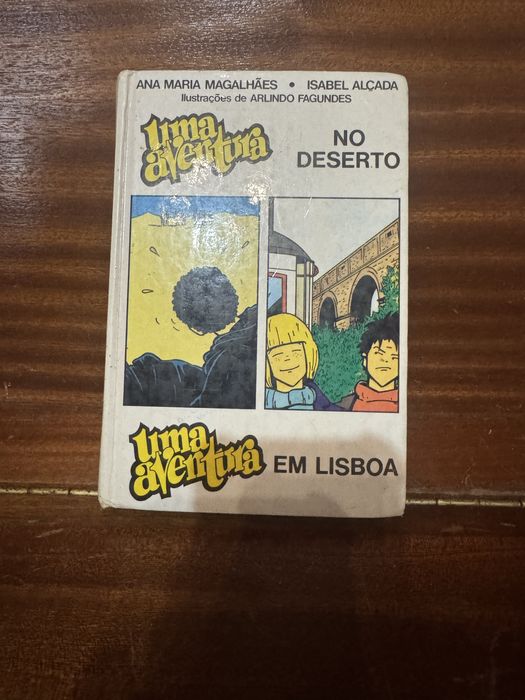 ANA MARIA MAGALHÃES • ISABEL ALÇADA
Ilustrações de ARLINDO FAGUNDES
uma
aventura
NO
DESERTO
uma
aventura
EM LISBOA